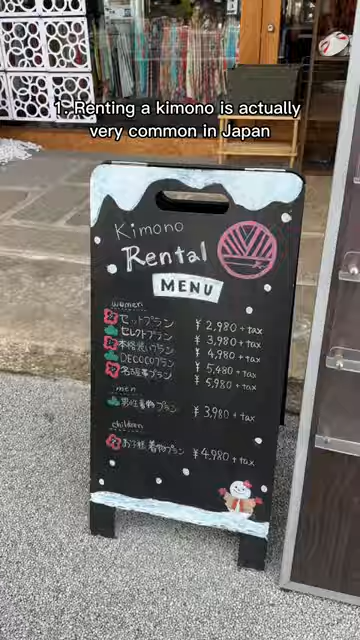 1. Renting a kimono is actually
very common in Japan
Kimono
Rental
MENU
women
セットプラン ¥2,980+tax
セレクトプラン ¥3,980+tax
本格装いプラン ¥4,980+tax
DECOCOプラン ¥5,480+tax
名古屋帯プラン ¥5,980+tax
men
男性着物プラン ¥3,980+tax
children
お子様着物プラン ¥4,980+tax